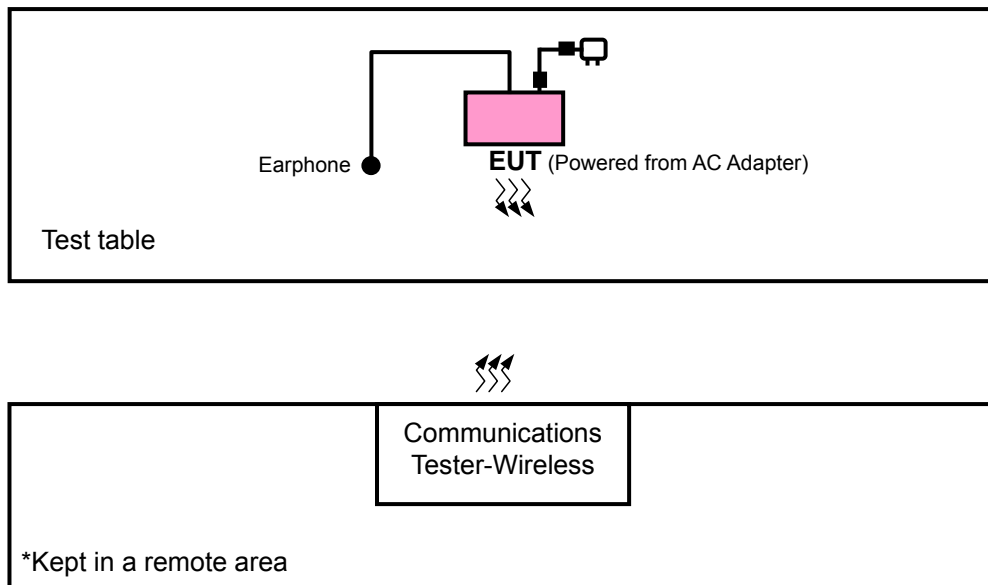 Earphone
EUT (Powered from AC Adapter)
Test table
Communications
Tester-Wireless
*Kept in a remote area